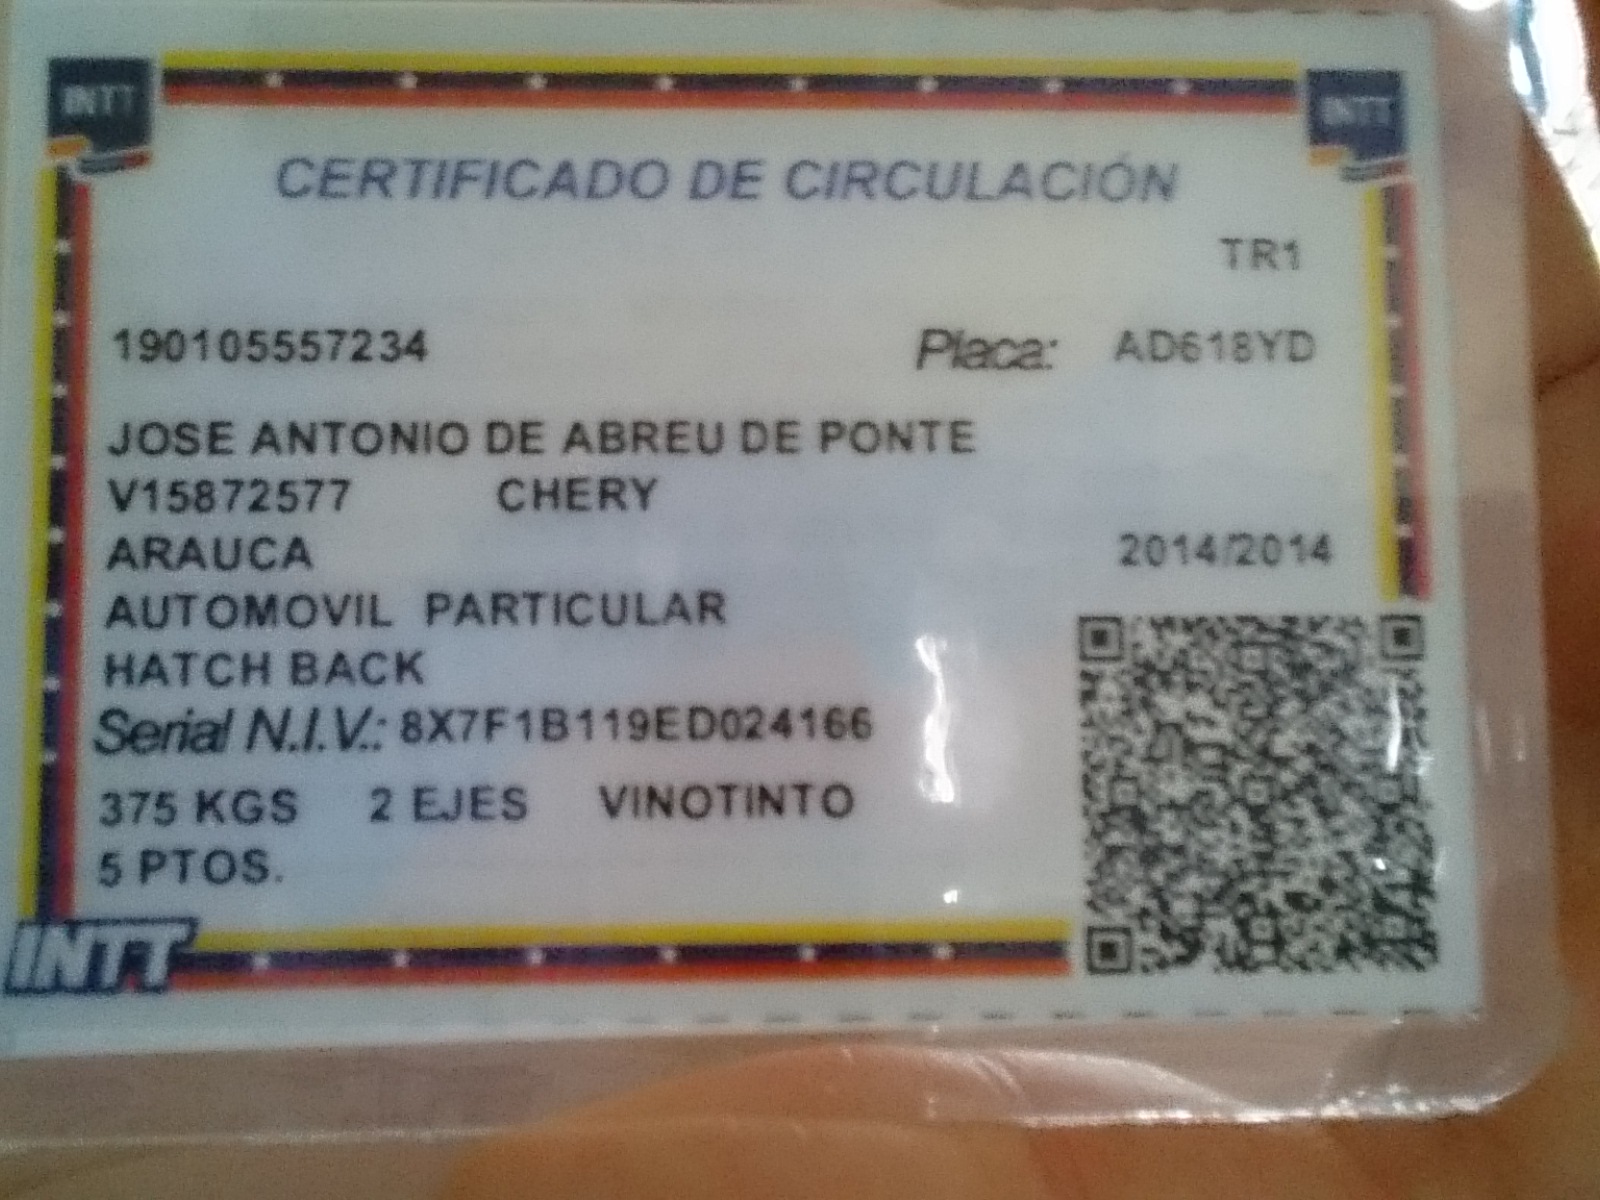 INTT
INTT
CERTIFICADO DE CIRCULACIÓN
TR1
190105557234 Placa: AD618YD
JOSE ANTONIO DE ABREU DE PONTE
V15872577 CHERY
ARAUCA 2014/2014
AUTOMOVIL PARTICULAR
HATCH BACK
Serial N.I.V.: 8X7F1B119ED024166
375 KGS 2 EJES VINOTINTO
5 PTOS.
INTT